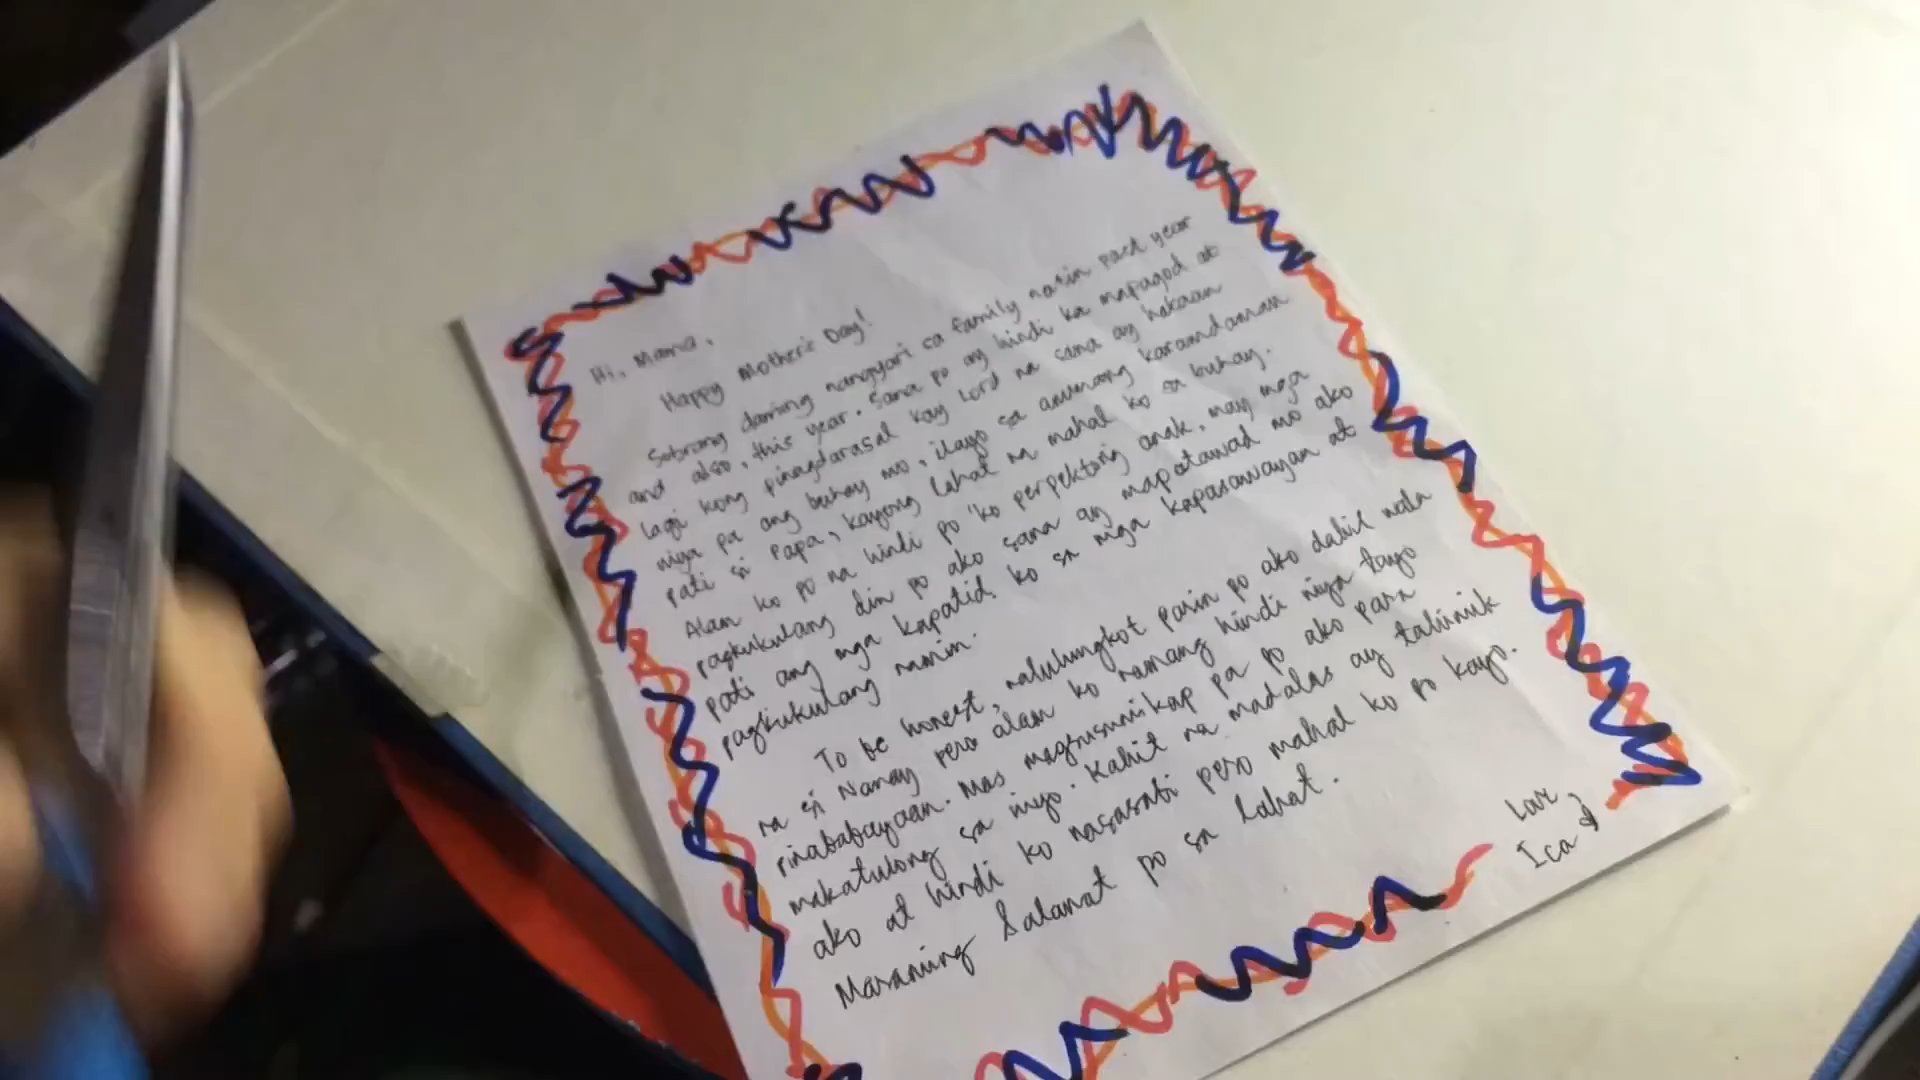 Hi, Mama,
Happy Mother's Day!
Sobrang daming nangyari sa family natin past year
and also, this year. Sana po ay hindi ka mapagod at
lagi kong pinagdarasal kay Lord na sana ay habaan
niya pa ang buhay mo, ilayo sa anumang karamdaman
pati si Papa, kayong lahat na mahal ko sa buhay.
Alam ko po na hindi po 'ko perpektong anak, may mga
pagkukulang din po ako sana ay mapatawad mo ako
pati ang mga kapatid ko sa mga kapasawayan at
pagkukulang namin.
To be honest, nalulungkot parin po ako dahil wala
na si Nanay pero alam ko namang hindi niya tayo
pinababayaan. Mas magsusumikap pa po ako para
makatulong sa inyo. Kahit na madalas ay tahimik
ako at hindi ko nasasabi pero mahal ko po kayo.
Maraming Salamat po sa lahat.
Love,
Ica